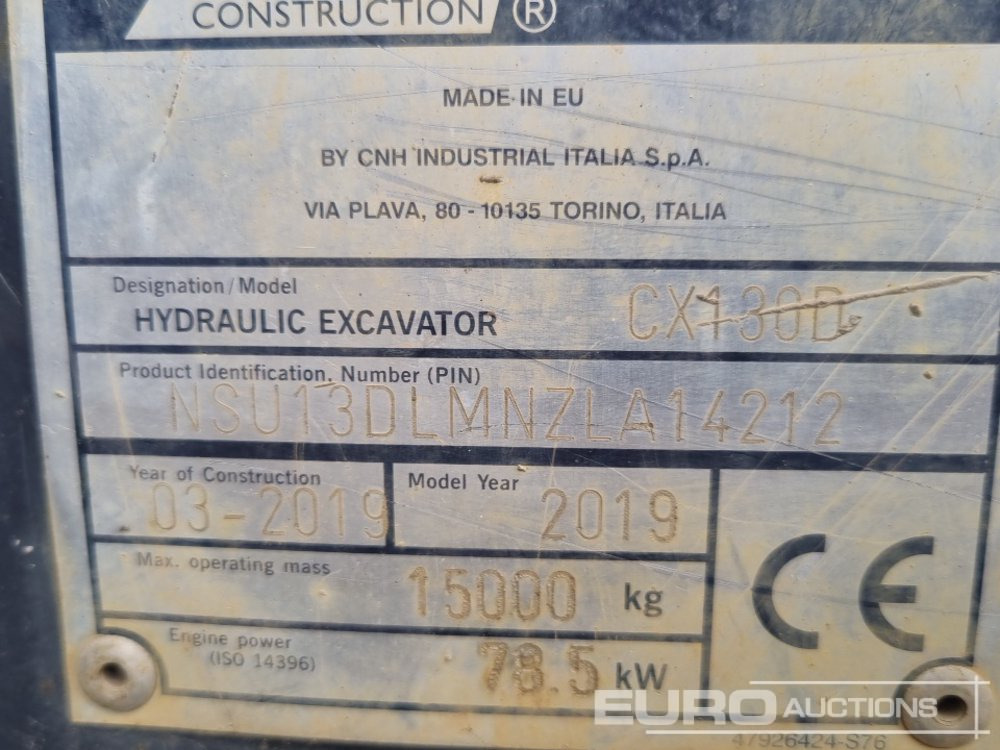 CONSTRUCTION ®
MADE IN EU
BY CNH INDUSTRIAL ITALIA S.p.A.
VIA PLAVA, 80 - 10135 TORINO, ITALIA
Designation/Model
HYDRAULIC EXCAVATOR CX130D
Product Identification Number (PIN)
NSU13DLMNZLA14212
Year of Construction Model Year
03-2019 2019
Max. operating mass
15000 kg
Engine power
(ISO 14396)
78.5 kW
CE
EURO AUCTIONS
47926424-S76